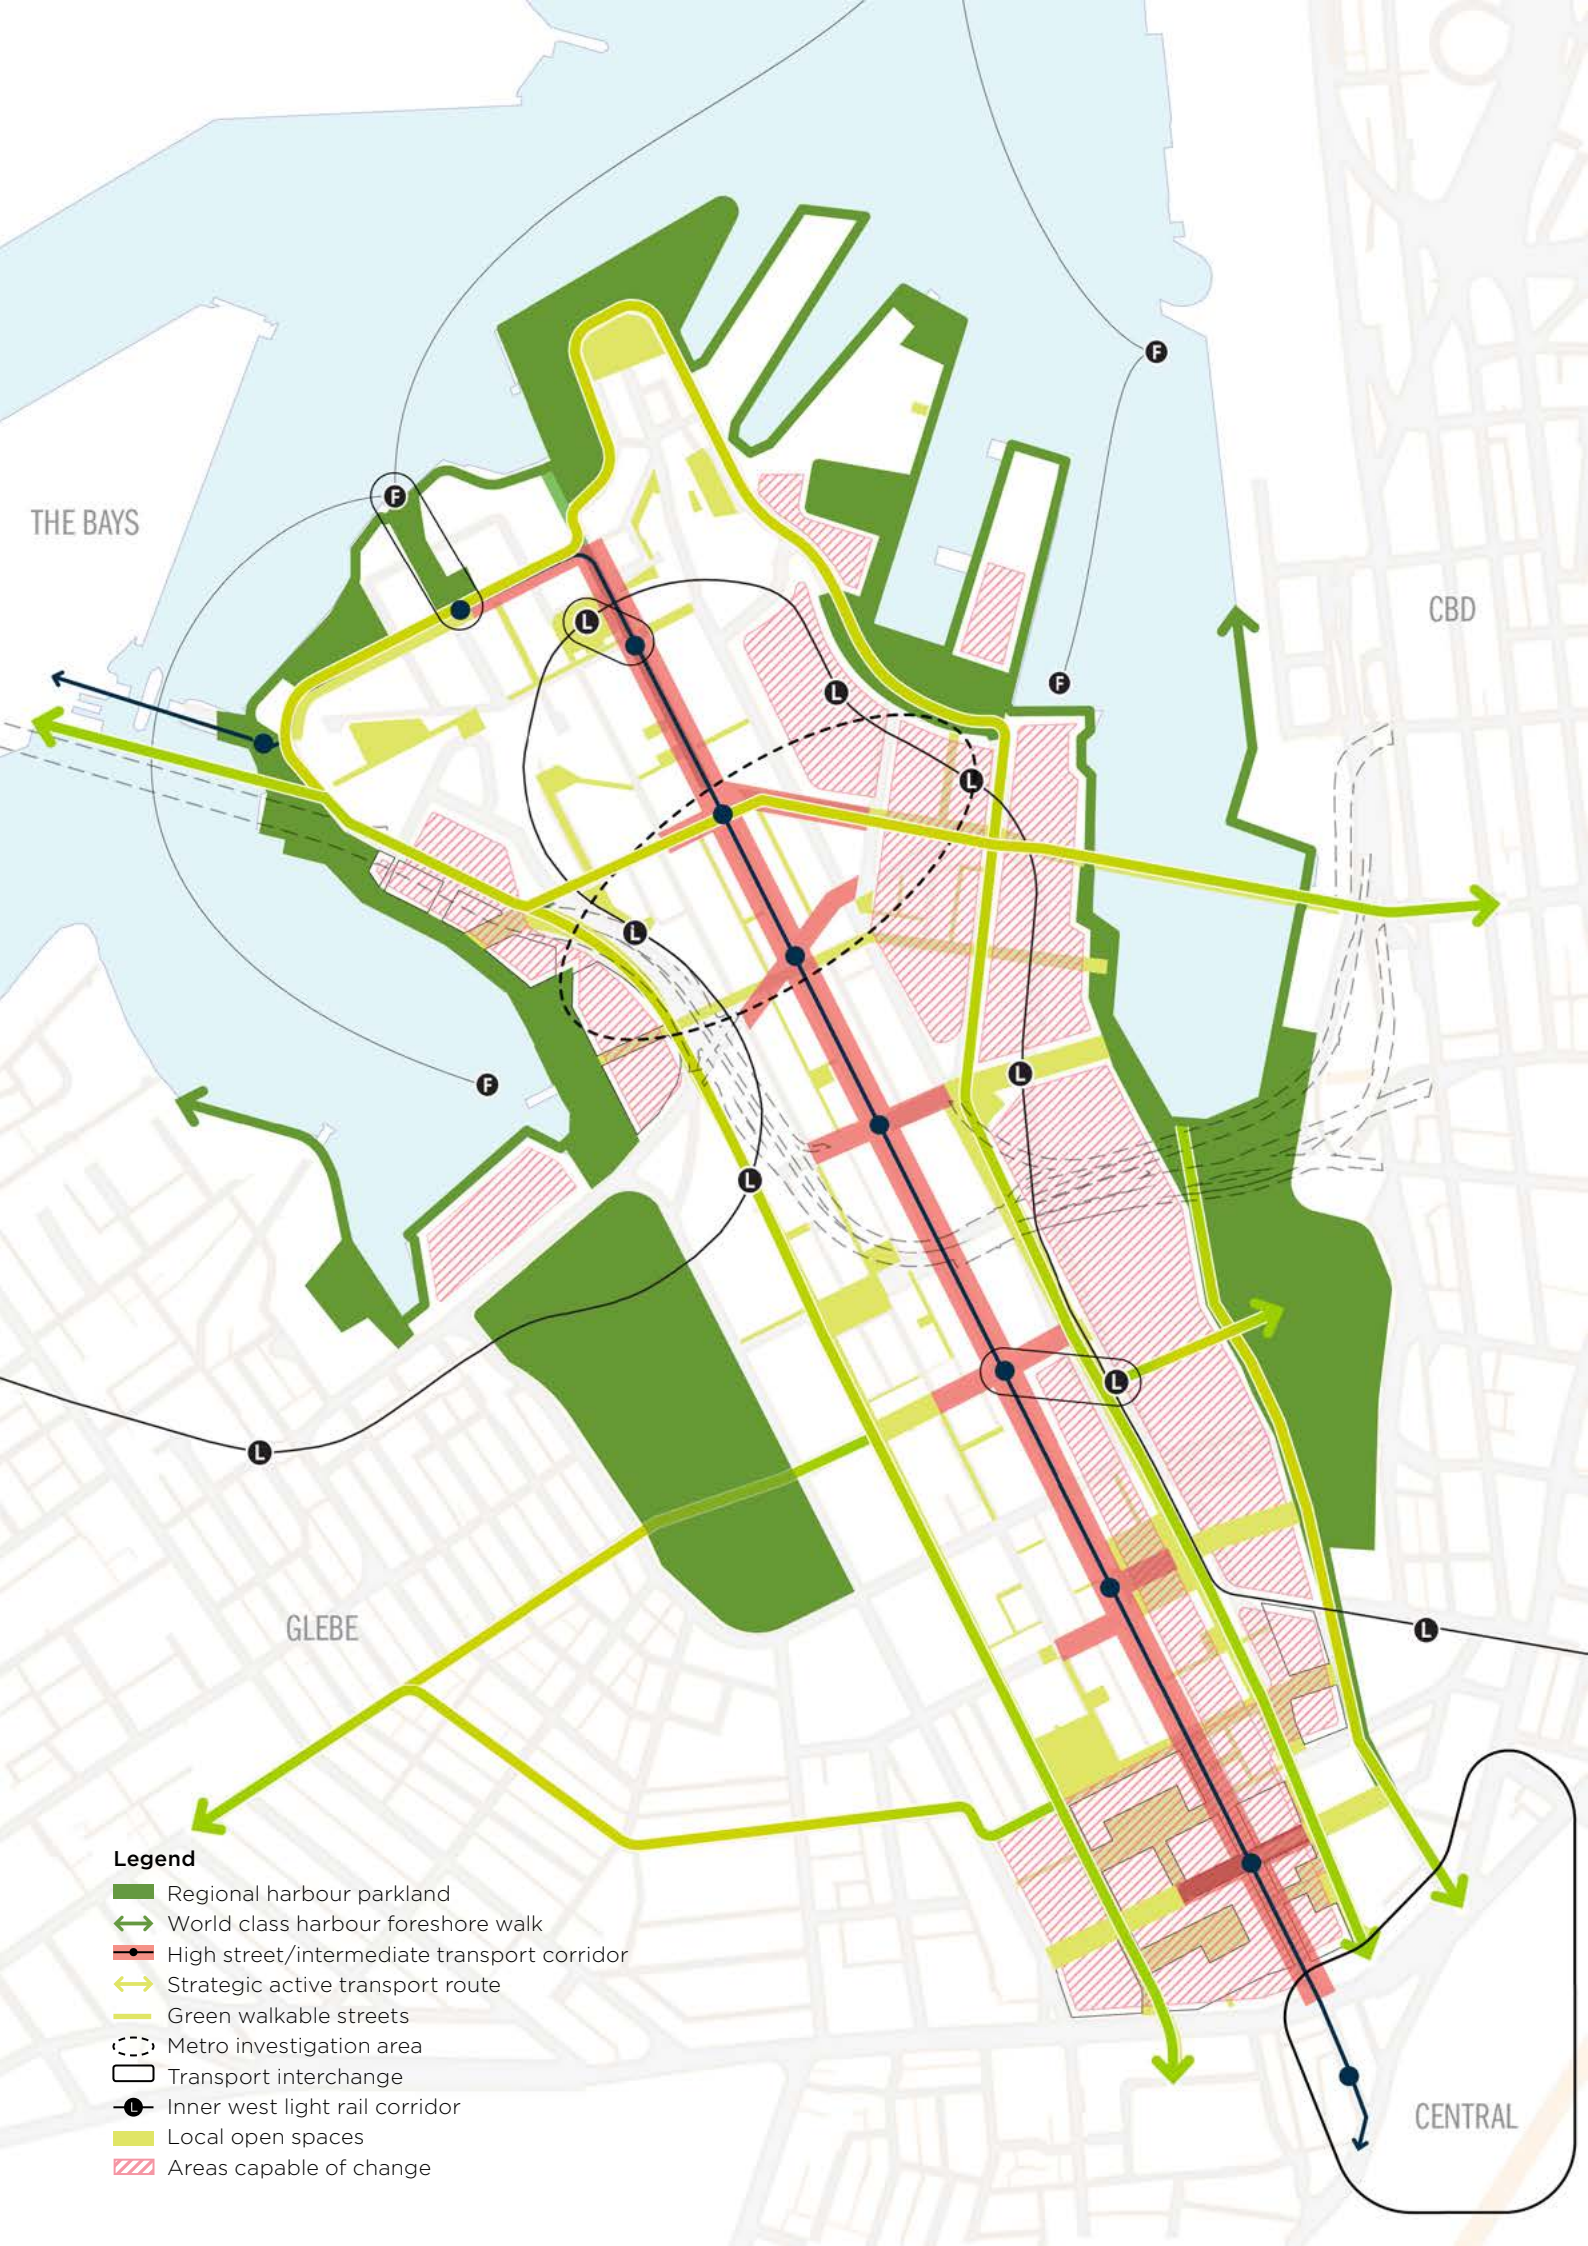 F
F
THE BAYS
F
CBD
L
F
L
L
L
F
L
L
L
L
L
GLEBE
L
Legend
Regional harbour parkland
World class harbour foreshore walk
High street/intermediate transport corridor
Strategic active transport route
Green walkable streets
Metro investigation area
Transport interchange
L Inner west light rail corridor
Local open spaces
Areas capable of change
CENTRAL